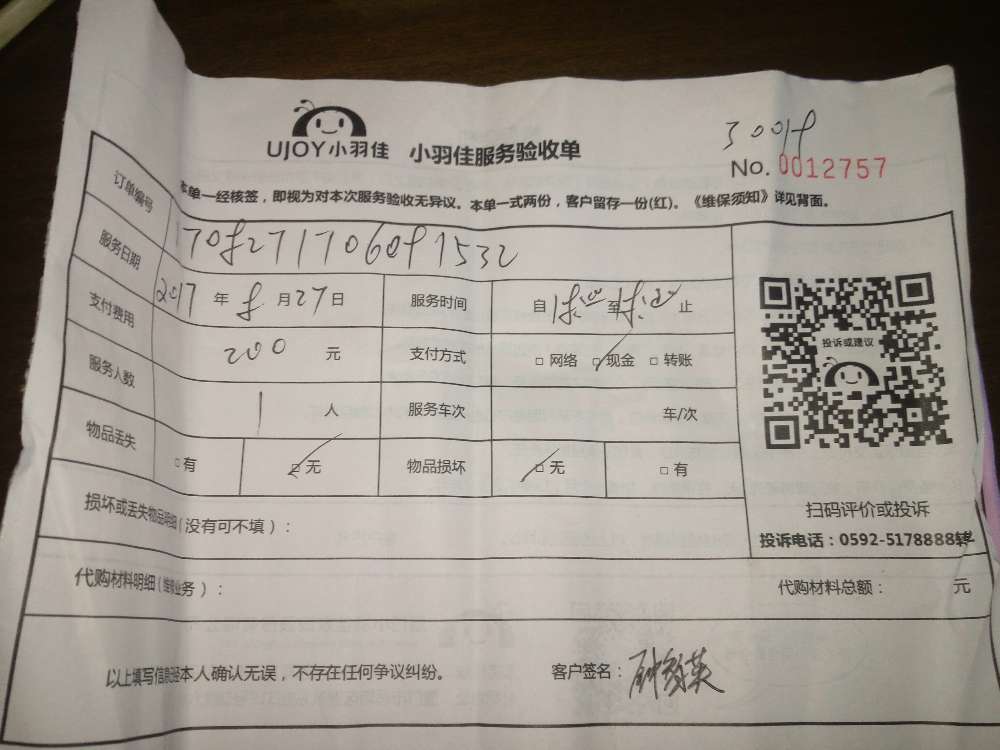 UJOY小羽佳 小羽佳服务验收单
No. 0012757
本单一经核签，即视为对本次服务验收无异议。本单一式两份，客户留存一份(红)。《维保须知》详见背面。
订单编号
服务日期 2017 年 8 月 27 日 服务时间 自 至 止
支付费用 200 元 支付方式 □ 网络 □ 现金 □ 转账
服务人数 1 人 服务车次 车/次
物品丢失 □ 有 □ 无 物品损坏 □ 无 □ 有
投诉或建议
扫码评价或投诉
投诉电话：0592-5178888转
损坏或丢失物品明细(没有可不填)：
代购材料明细(维修业务)： 代购材料总额： 元
以上填写信息经本人确认无误，不存在任何争议纠纷。 客户签名：